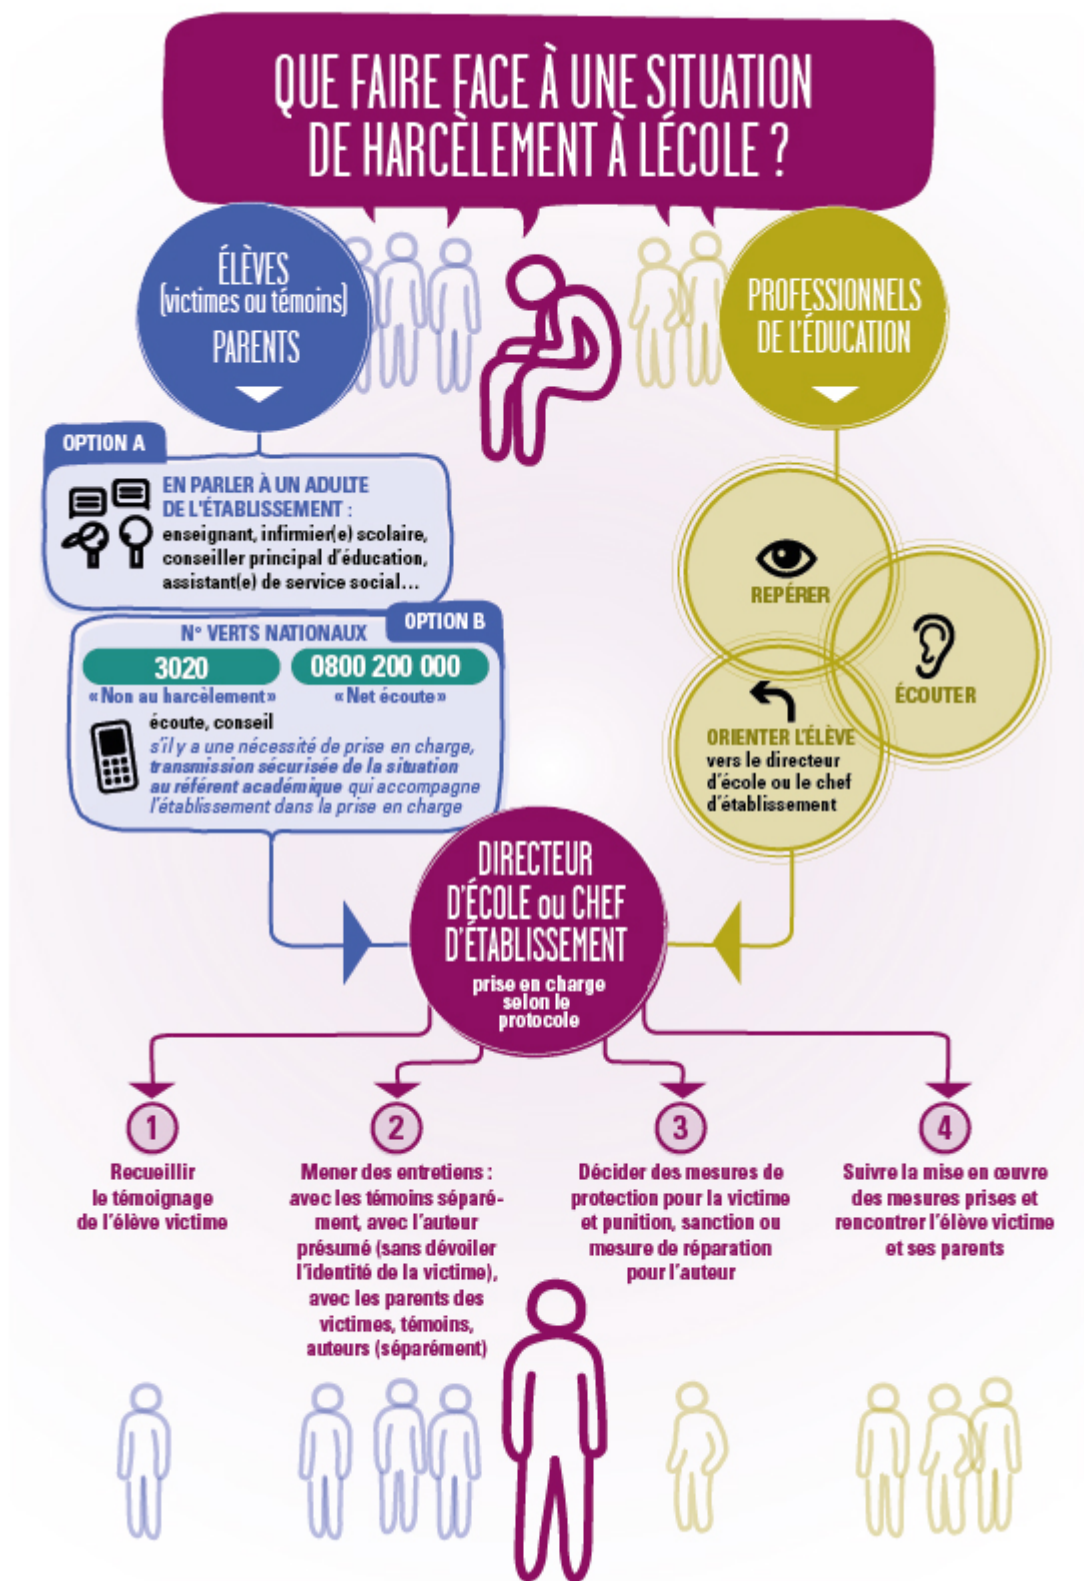 QUE FAIRE FACE À UNE SITUATION
DE HARCÈLEMENT À LÉCOLE ?
ÉLÈVES
(victimes ou témoins)
PARENTS
PROFESSIONNELS
DE L'ÉDUCATION
OPTION A
EN PARLER À UN ADULTE
DE L'ÉTABLISSEMENT :
enseignant, infirmier(e) scolaire,
conseiller principal d'éducation,
assistant(e) de service social...
OPTION B
N° VERTS NATIONAUX
3020
« Non au harcèlement»
0800 200 000
« Net écoute»
écoute, conseil
s'il y a une nécessité de prise en charge,
transmission sécurisée de la situation
au référent académique qui accompagne
l'établissement dans la prise en charge
REPÉRER
ÉCOUTER
ORIENTER L'ÉLÈVE
vers le directeur
d'école ou le chef
d'établissement
DIRECTEUR
D'ÉCOLE ou CHEF
D'ÉTABLISSEMENT
prise en charge
selon le
protocole
1
Recueillir
le témoignage
de l'élève victime
2
Mener des entretiens :
avec les témoins séparé-
ment, avec l'auteur
présumé (sans dévoiler
l'identité de la victime),
avec les parents des
victimes, témoins,
auteurs (séparément)
3
Décider des mesures de
protection pour la victime
et punition, sanction ou
mesure de réparation
pour l'auteur
4
Suivre la mise en œuvre
des mesures prises et
rencontrer l'élève victime
et ses parents